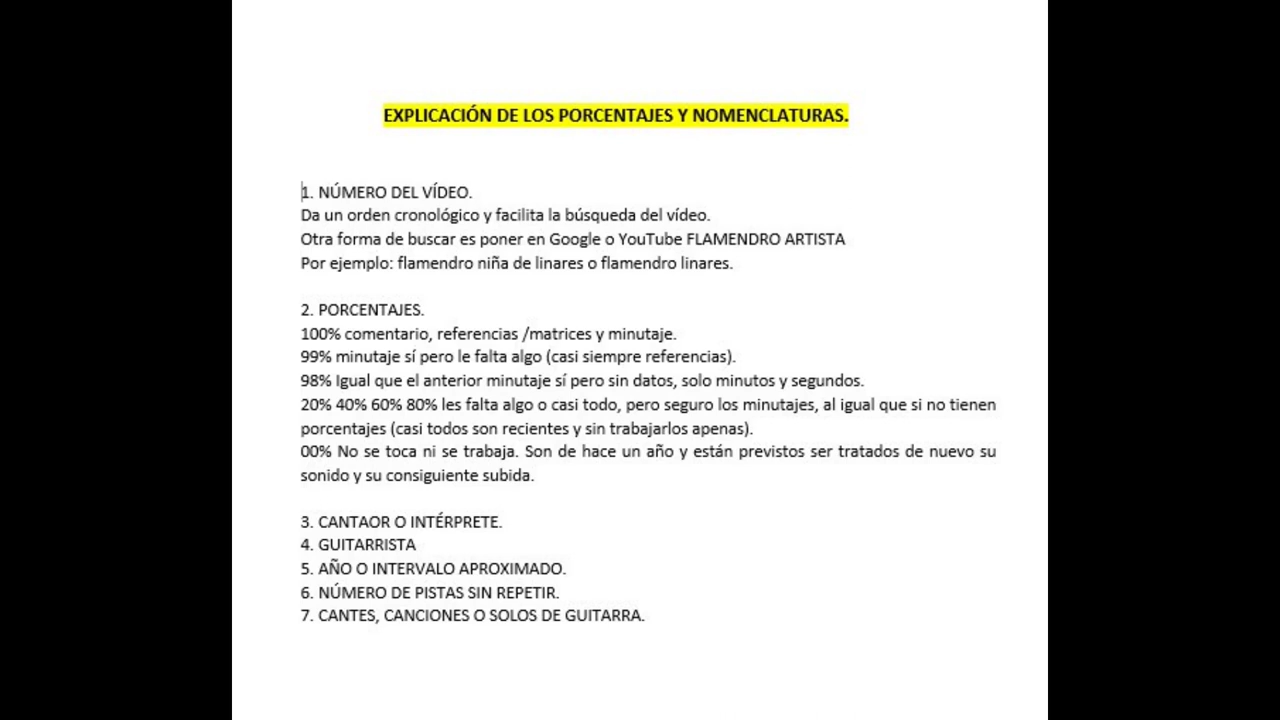 EXPLICACIÓN DE LOS PORCENTAJES Y NOMENCLATURAS.
1. NÚMERO DEL VÍDEO.
Da un orden cronológico y facilita la búsqueda del vídeo.
Otra forma de buscar es poner en Google o YouTube FLAMENDRO ARTISTA
Por ejemplo: flamendro niña de linares o flamendro linares.
2. PORCENTAJES.
100% comentario, referencias /matrices y minutaje.
99% minutaje sí pero le falta algo (casi siempre referencias).
98% Igual que el anterior minutaje sí pero sin datos, solo minutos y segundos.
20% 40% 60% 80% les falta algo o casi todo, pero seguro los minutajes, al igual que si no tienen
porcentajes (casi todos son recientes y sin trabajarlos apenas).
00% No se toca ni se trabaja. Son de hace un año y están previstos ser tratados de nuevo su
sonido y su consiguiente subida.
3. CANTAOR O INTÉRPRETE.
4. GUITARRISTA
5. AÑO O INTERVALO APROXIMADO.
6. NÚMERO DE PISTAS SIN REPETIR.
7. CANTES, CANCIONES O SOLOS DE GUITARRA.